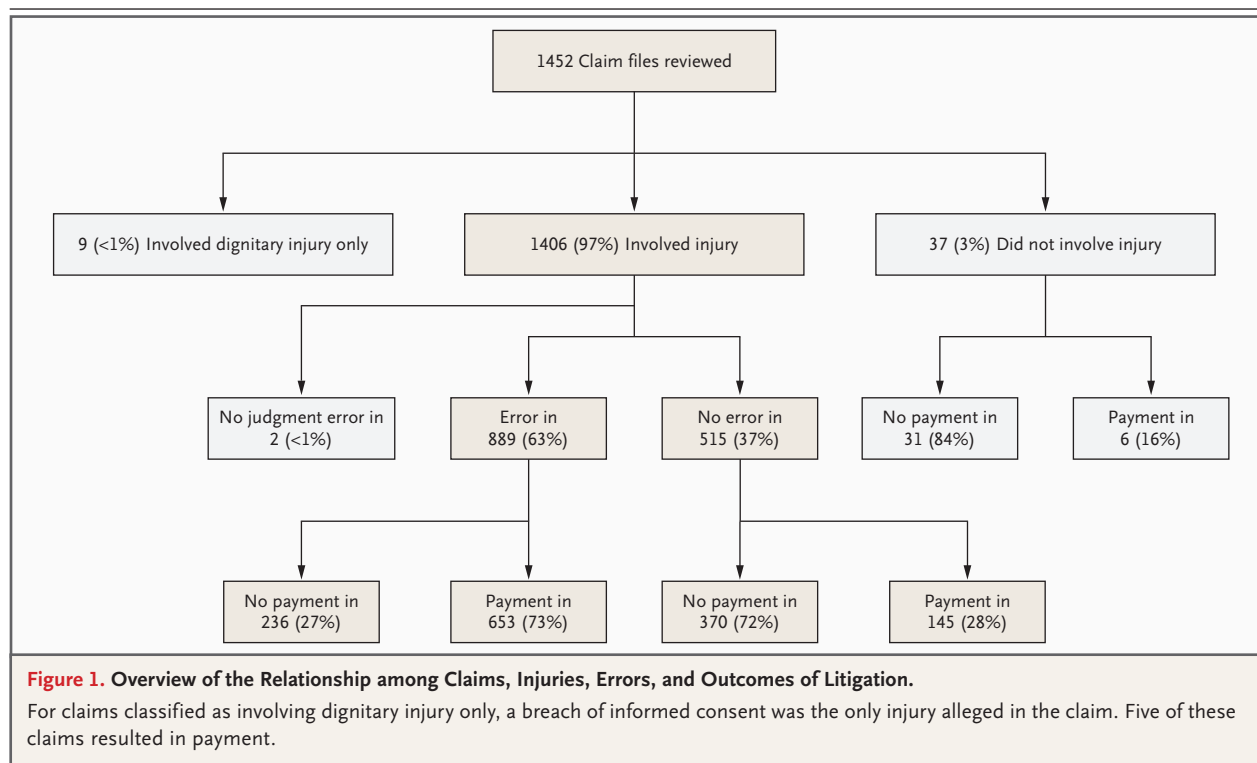 1452 Claim files reviewed
9 (<1%) Involved dignitary injury only
1406 (97%) Involved injury
37 (3%) Did not involve injury
No judgment error in
2 (<1%)
Error in
889 (63%)
No error in
515 (37%)
No payment in
31 (84%)
Payment in
6 (16%)
No payment in
236 (27%)
Payment in
653 (73%)
No payment in
370 (72%)
Payment in
145 (28%)
Figure 1. Overview of the Relationship among Claims, Injuries, Errors, and Outcomes of Litigation.
For claims classified as involving dignitary injury only, a breach of informed consent was the only injury alleged in the claim. Five of these
claims resulted in payment.